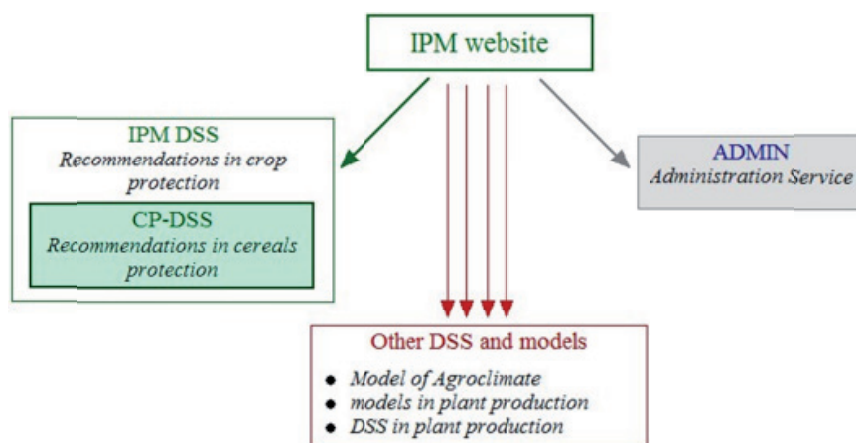 IPM website
IPM DSS
Recommendations in crop
protection
CP-DSS
Recommendations in cereals
protection
ADMIN
Administration Service
Other DSS and models
● Model of Agroclimate
● models in plant production
● DSS in plant production